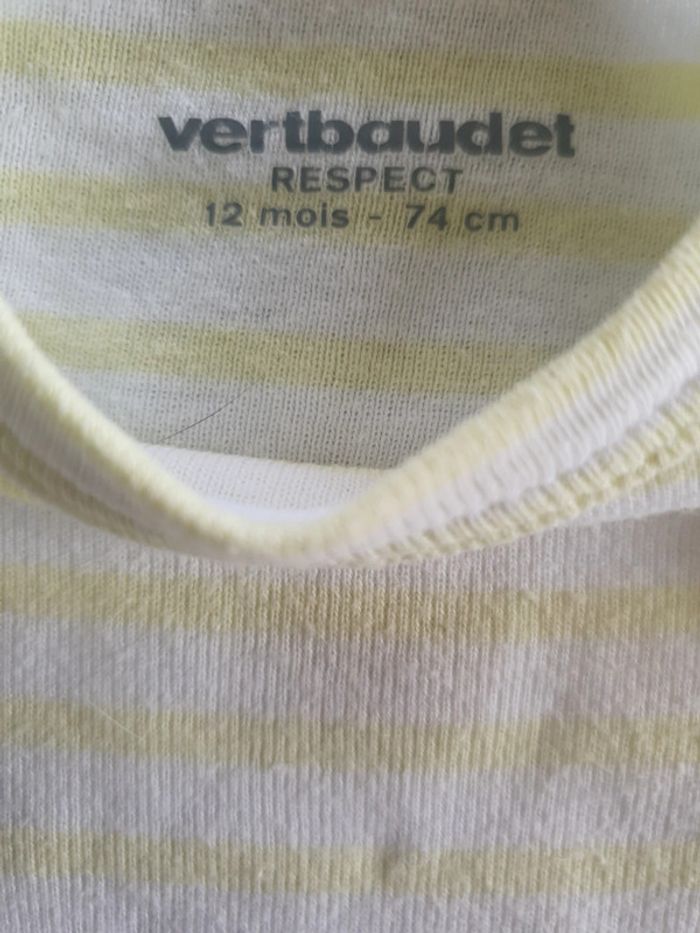 vertbaudet
RESPECT
12 mois - 74 cm